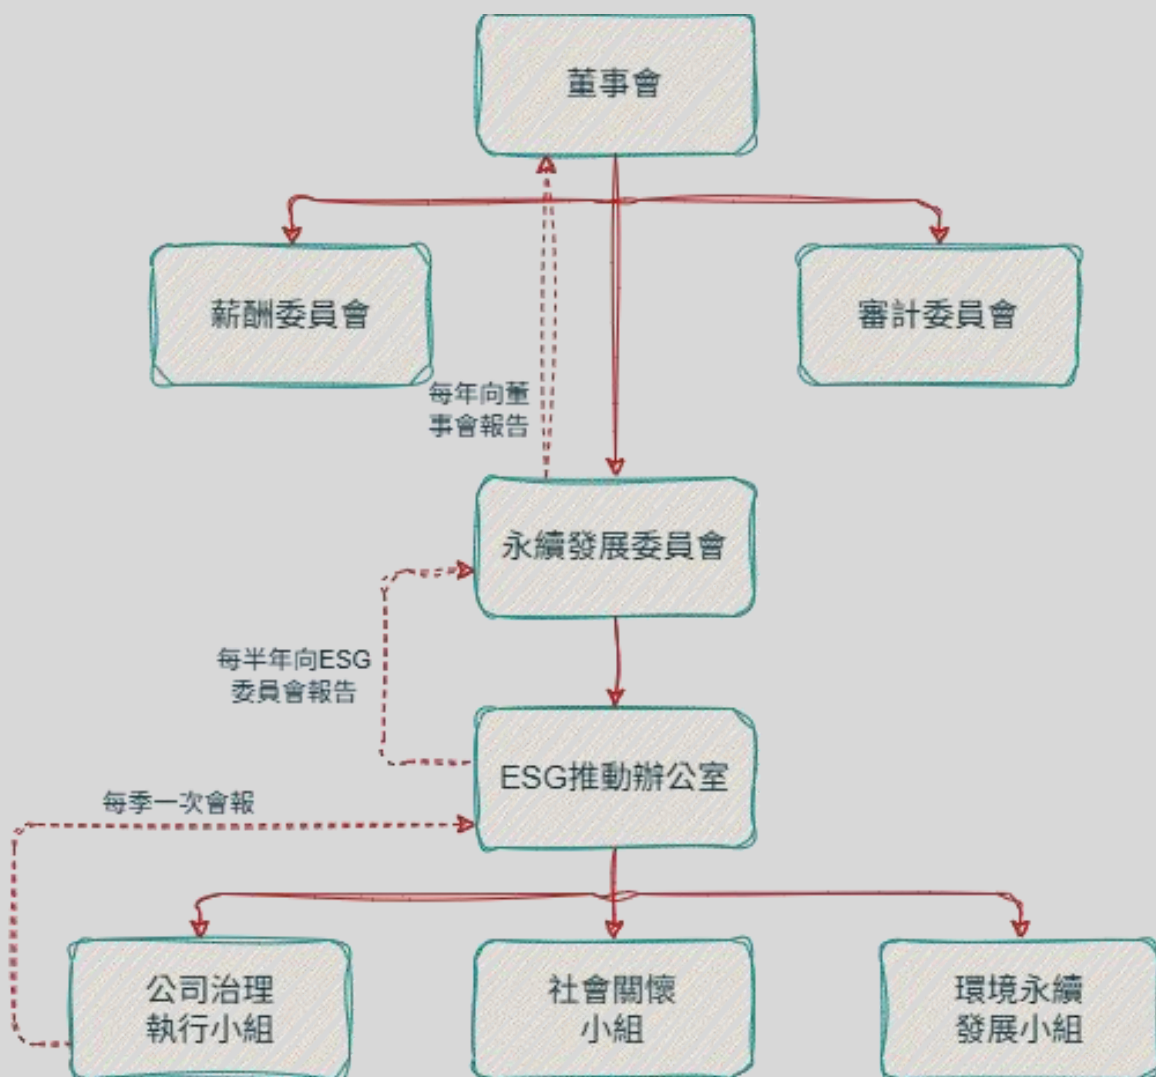 董事會
薪酬委員會
審計委員會
每年向董
事會報告
永續發展委員會
每半年向ESG
委員會報告
ESG推動辦公室
每季一次會報
公司治理
執行小組
社會關懷
小組
環境永續
發展小組